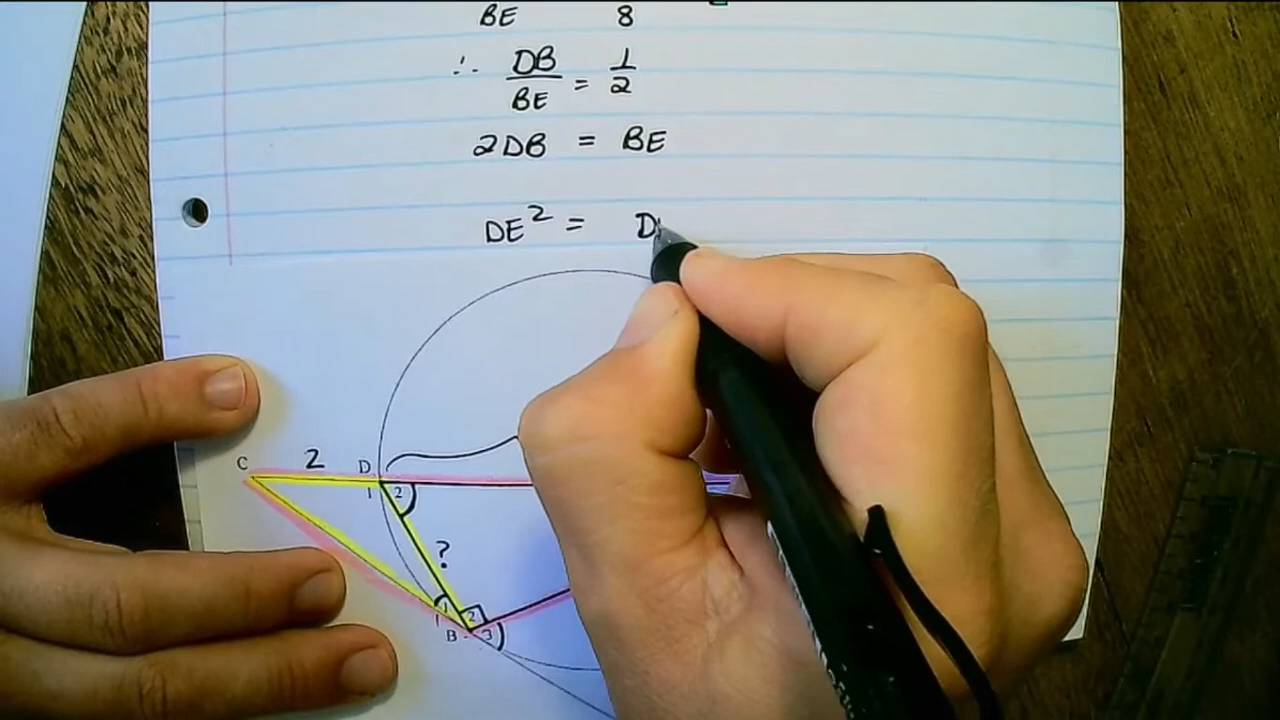 BE 8
∴ DB/BE = 1/2
2DB = BE
DE² = D
C 2 D
1 2
?
1 2
B 3